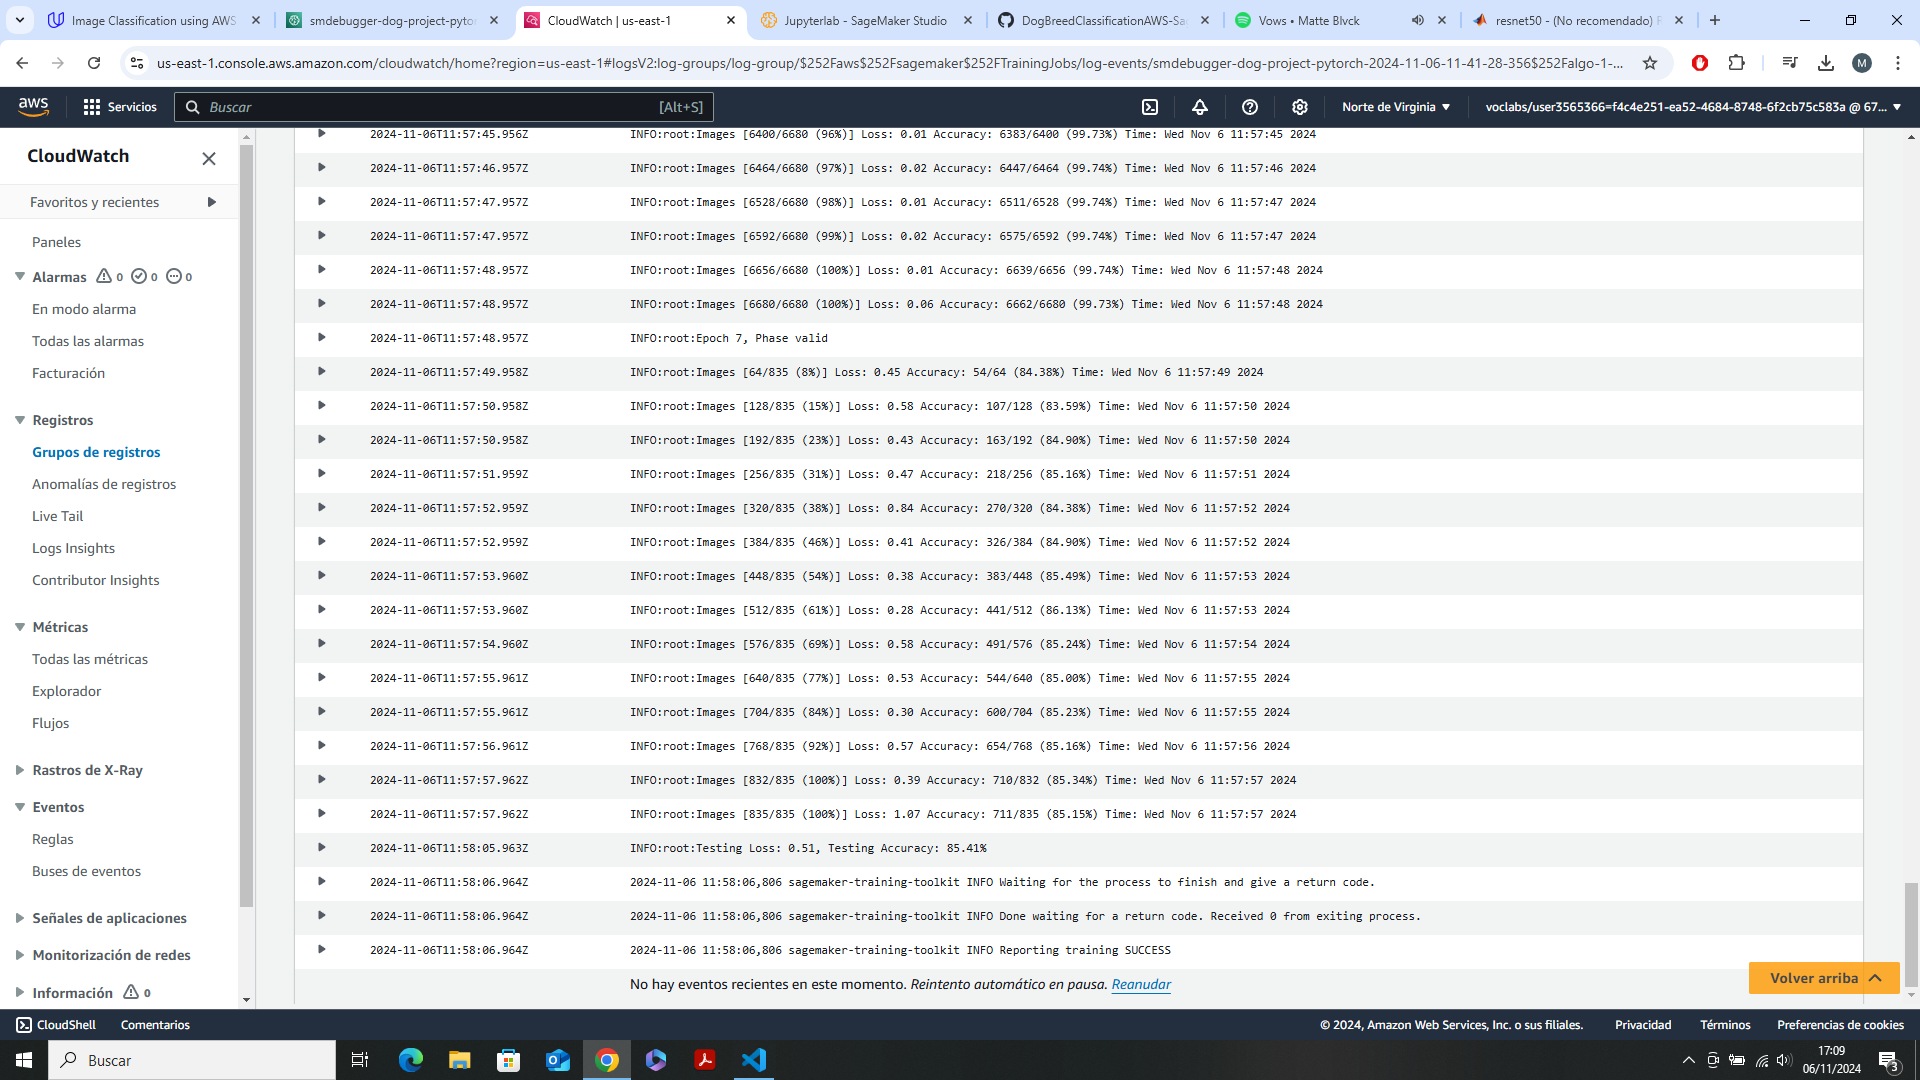 Image Classification using AWS
smdebugger-dog-project-pytor
CloudWatch | us-east-1
Jupyterlab - SageMaker Studio
DogBreedClassificationAWS-Sa
Vows • Matte Blvck
resnet50 - (No recomendado) F
us-east-1.console.aws.amazon.com/cloudwatch/home?region=us-east-1#logsV2:log-groups/log-group/$252Faws$252Fsagemaker$252FTrainingJobs/log-events/smdebugger-dog-project-pytorch-2024-11-06-11-41-28-356$252Falgo-1-...
M
aws
Servicios
Buscar
[Alt+S]
Norte de Virginia
voclabs/user3565366=f4c4e251-ea52-4684-8748-6f2cb75c583a @ 67...
CloudWatch
Favoritos y recientes
Paneles
Alarmas 0 0 0
En modo alarma
Todas las alarmas
Facturación
Registros
Grupos de registros
Anomalías de registros
Live Tail
Logs Insights
Contributor Insights
Métricas
Todas las métricas
Explorador
Flujos
Rastros de X-Ray
Eventos
Reglas
Buses de eventos
Señales de aplicaciones
Monitorización de redes
Información 0
2024-11-06T11:57:45.956Z INFO:root:Images [6400/6680 (96%)] Loss: 0.01 Accuracy: 6383/6400 (99.73%) Time: Wed Nov 6 11:57:45 2024
2024-11-06T11:57:46.957Z INFO:root:Images [6464/6680 (97%)] Loss: 0.02 Accuracy: 6447/6464 (99.74%) Time: Wed Nov 6 11:57:46 2024
2024-11-06T11:57:47.957Z INFO:root:Images [6528/6680 (98%)] Loss: 0.01 Accuracy: 6511/6528 (99.74%) Time: Wed Nov 6 11:57:47 2024
2024-11-06T11:57:47.957Z INFO:root:Images [6592/6680 (99%)] Loss: 0.02 Accuracy: 6575/6592 (99.74%) Time: Wed Nov 6 11:57:47 2024
2024-11-06T11:57:48.957Z INFO:root:Images [6656/6680 (100%)] Loss: 0.01 Accuracy: 6639/6656 (99.74%) Time: Wed Nov 6 11:57:48 2024
2024-11-06T11:57:48.957Z INFO:root:Images [6680/6680 (100%)] Loss: 0.06 Accuracy: 6662/6680 (99.73%) Time: Wed Nov 6 11:57:48 2024
2024-11-06T11:57:48.957Z INFO:root:Epoch 7, Phase valid
2024-11-06T11:57:49.958Z INFO:root:Images [64/835 (8%)] Loss: 0.45 Accuracy: 54/64 (84.38%) Time: Wed Nov 6 11:57:49 2024
2024-11-06T11:57:50.958Z INFO:root:Images [128/835 (15%)] Loss: 0.58 Accuracy: 107/128 (83.59%) Time: Wed Nov 6 11:57:50 2024
2024-11-06T11:57:50.958Z INFO:root:Images [192/835 (23%)] Loss: 0.43 Accuracy: 163/192 (84.90%) Time: Wed Nov 6 11:57:50 2024
2024-11-06T11:57:51.959Z INFO:root:Images [256/835 (31%)] Loss: 0.47 Accuracy: 218/256 (85.16%) Time: Wed Nov 6 11:57:51 2024
2024-11-06T11:57:52.959Z INFO:root:Images [320/835 (38%)] Loss: 0.84 Accuracy: 270/320 (84.38%) Time: Wed Nov 6 11:57:52 2024
2024-11-06T11:57:52.959Z INFO:root:Images [384/835 (46%)] Loss: 0.41 Accuracy: 326/384 (84.90%) Time: Wed Nov 6 11:57:52 2024
2024-11-06T11:57:53.960Z INFO:root:Images [448/835 (54%)] Loss: 0.38 Accuracy: 383/448 (85.49%) Time: Wed Nov 6 11:57:53 2024
2024-11-06T11:57:53.960Z INFO:root:Images [512/835 (61%)] Loss: 0.28 Accuracy: 441/512 (86.13%) Time: Wed Nov 6 11:57:53 2024
2024-11-06T11:57:54.960Z INFO:root:Images [576/835 (69%)] Loss: 0.58 Accuracy: 491/576 (85.24%) Time: Wed Nov 6 11:57:54 2024
2024-11-06T11:57:55.961Z INFO:root:Images [640/835 (77%)] Loss: 0.53 Accuracy: 544/640 (85.00%) Time: Wed Nov 6 11:57:55 2024
2024-11-06T11:57:55.961Z INFO:root:Images [704/835 (84%)] Loss: 0.30 Accuracy: 600/704 (85.23%) Time: Wed Nov 6 11:57:55 2024
2024-11-06T11:57:56.961Z INFO:root:Images [768/835 (92%)] Loss: 0.57 Accuracy: 654/768 (85.16%) Time: Wed Nov 6 11:57:56 2024
2024-11-06T11:57:57.962Z INFO:root:Images [832/835 (100%)] Loss: 0.39 Accuracy: 710/832 (85.34%) Time: Wed Nov 6 11:57:57 2024
2024-11-06T11:57:57.962Z INFO:root:Images [835/835 (100%)] Loss: 1.07 Accuracy: 711/835 (85.15%) Time: Wed Nov 6 11:57:57 2024
2024-11-06T11:58:05.963Z INFO:root:Testing Loss: 0.51, Testing Accuracy: 85.41%
2024-11-06T11:58:06.964Z 2024-11-06 11:58:06,806 sagemaker-training-toolkit INFO Waiting for the process to finish and give a return code.
2024-11-06T11:58:06.964Z 2024-11-06 11:58:06,806 sagemaker-training-toolkit INFO Done waiting for a return code. Received 0 from exiting process.
2024-11-06T11:58:06.964Z 2024-11-06 11:58:06,806 sagemaker-training-toolkit INFO Reporting training SUCCESS
No hay eventos recientes en este momento. Reintento automático en pausa. Reanudar
Volver arriba
CloudShell
Comentarios
© 2024, Amazon Web Services, Inc. o sus filiales.
Privacidad
Términos
Preferencias de cookies
Buscar
17:09
06/11/2024
3